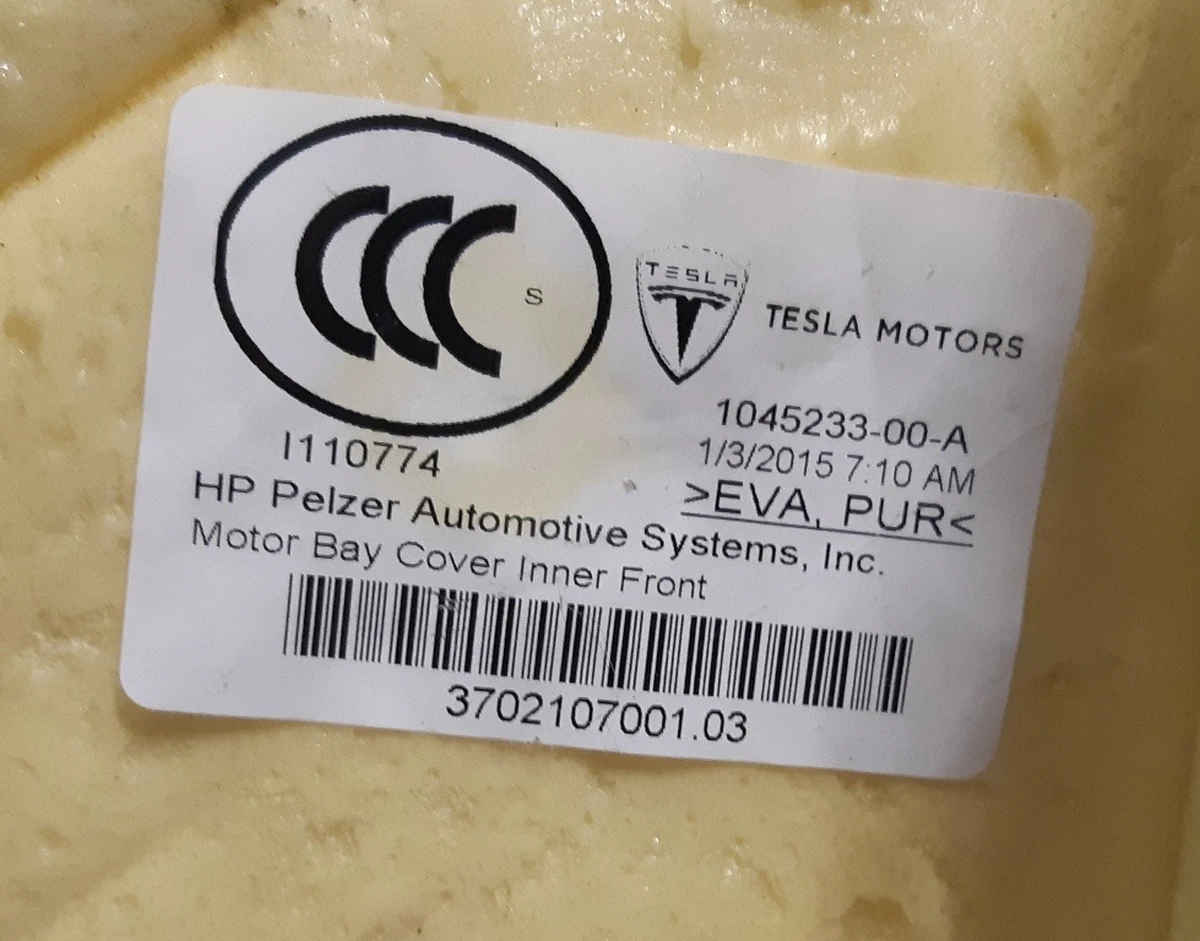 CCC S
TESLA
TESLA MOTORS
1045233-00-A
1/3/2015 7:10 AM
>EVA, PUR<
I110774
HP Pelzer Automotive Systems, Inc.
Motor Bay Cover Inner Front
3702107001.03